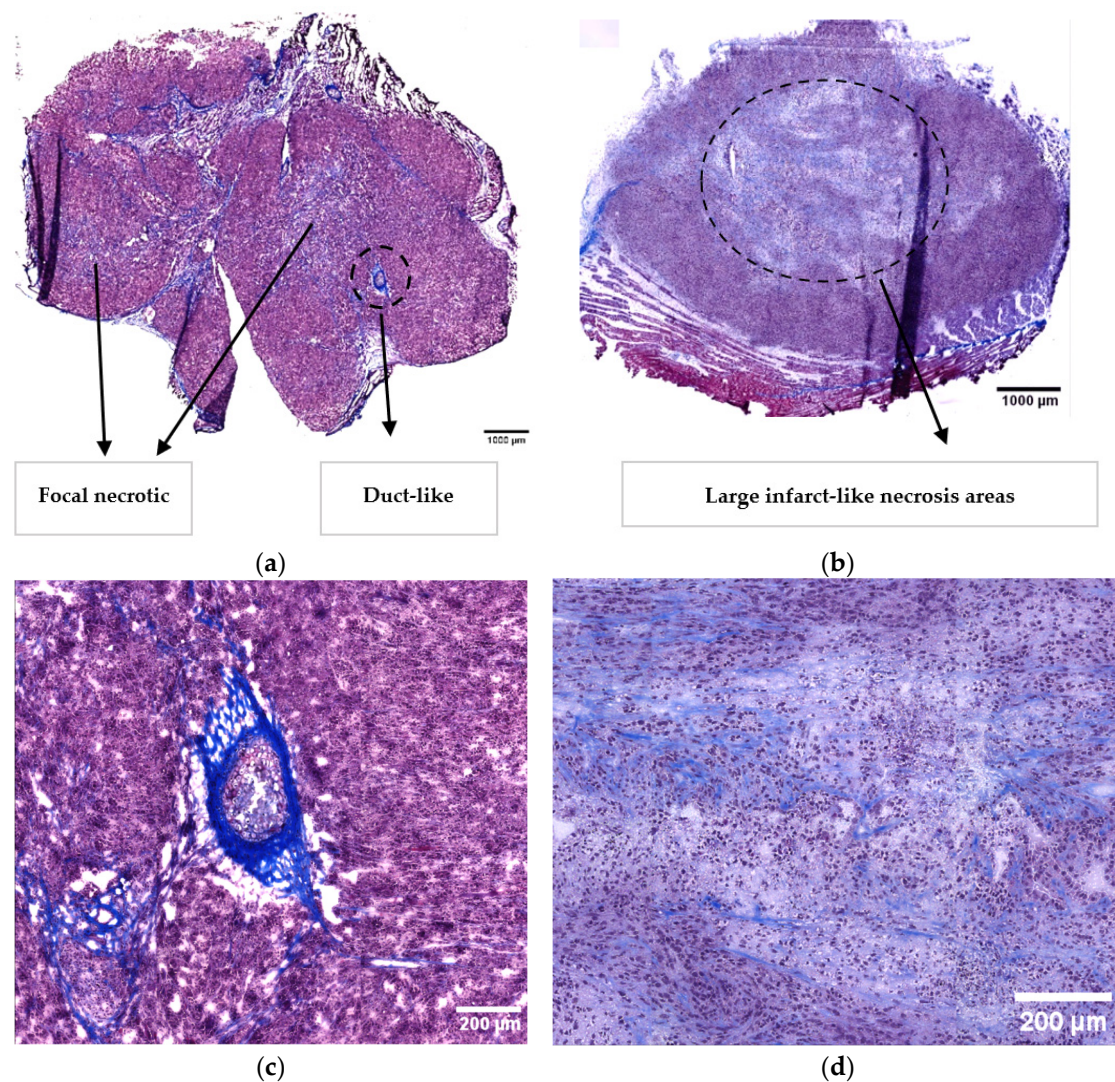 1000 µm
1000 µm
Focal necrotic
Duct-like
Large infarct-like necrosis areas
(a)
(b)
200 µm
200 µm
(c)
(d)